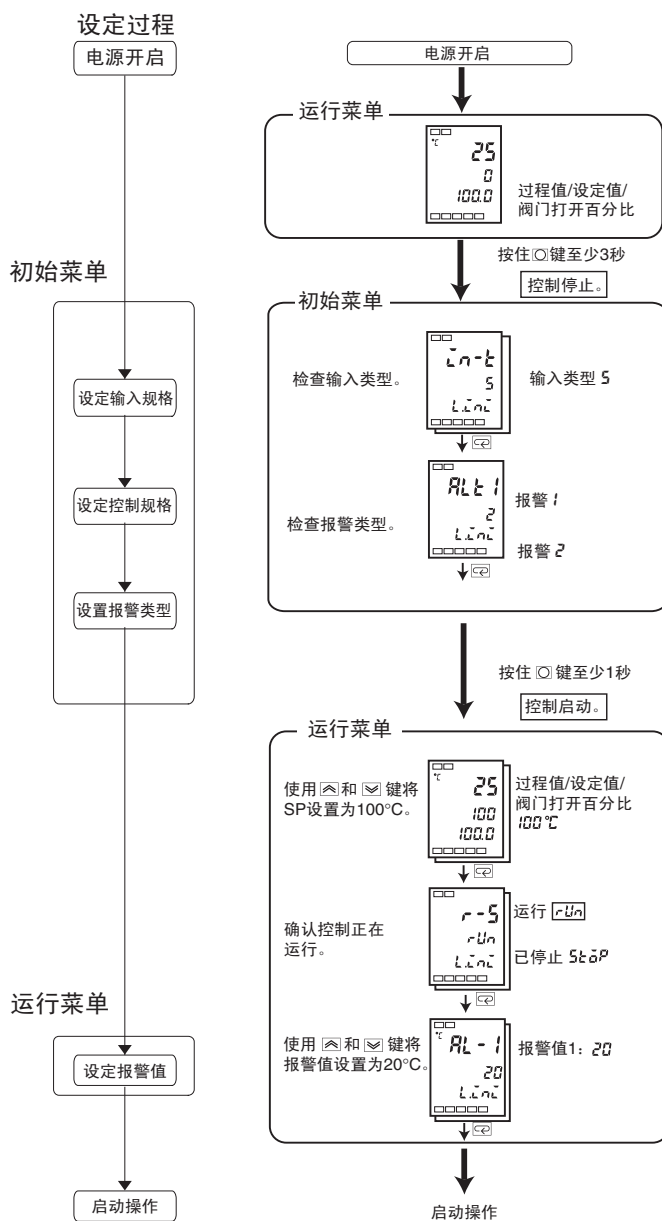 设定过程
电源开启
初始菜单
设定输入规格
设定控制规格
设置报警类型
运行菜单
设定报警值
启动操作
电源开启
运行菜单
℃
25
0
100.0
过程值/设定值/
阀门打开百分比
按住 键至少3秒
控制停止。
初始菜单
检查输入类型。
in-t
5
L.ini
输入类型 5
检查报警类型。
ALt1
2
L.ini
报警 1
报警 2
按住 键至少1秒
控制启动。
运行菜单
使用 和 键将
SP设置为100°C。
℃
25
100
100.0
过程值/设定值/
阀门打开百分比
100℃
确认控制正在
运行。
r-S
rUn
L.ini
运行 rUn
已停止 StoP
使用 和 键将
报警值设置为20°C。
℃
AL-1
20
L.ini
报警值1：20
启动操作